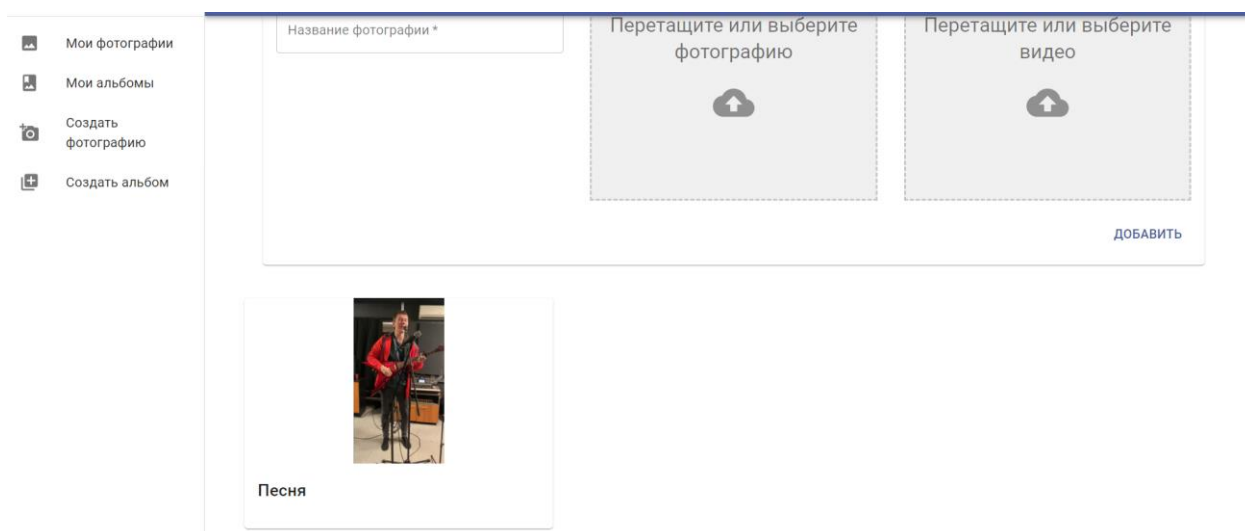 Мои фотографии
Мои альбомы
Создать
фотографию
Создать альбом
Название фотографии *
Перетащите или выберите
фотографию
Перетащите или выберите
видео
ДОБАВИТЬ
Песня